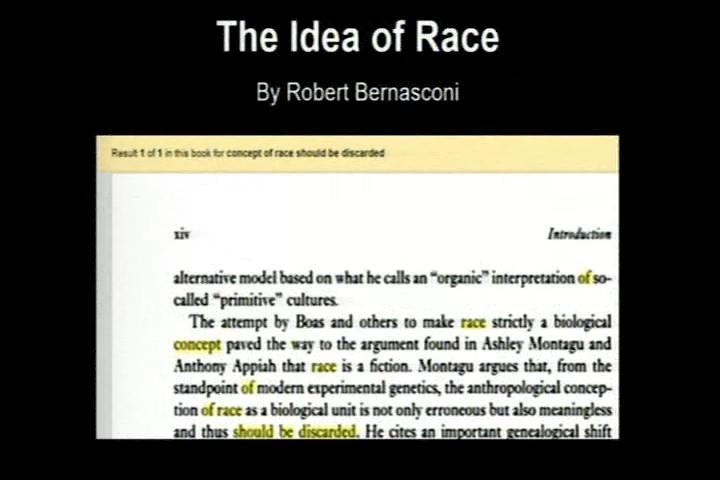 The Idea of Race
By Robert Bernasconi
Result 1 of 1 in this book for concept of race should be discarded
xiv Introduction
alternative model based on what he calls an “organic” interpretation of so-
called “primitive” cultures.
The attempt by Boas and others to make race strictly a biological
concept paved the way to the argument found in Ashley Montagu and
Anthony Appiah that race is a fiction. Montagu argues that, from the
standpoint of modern experimental genetics, the anthropological concep-
tion of race as a biological unit is not only erroneous but also meaningless
and thus should be discarded. He cites an important genealogical shift